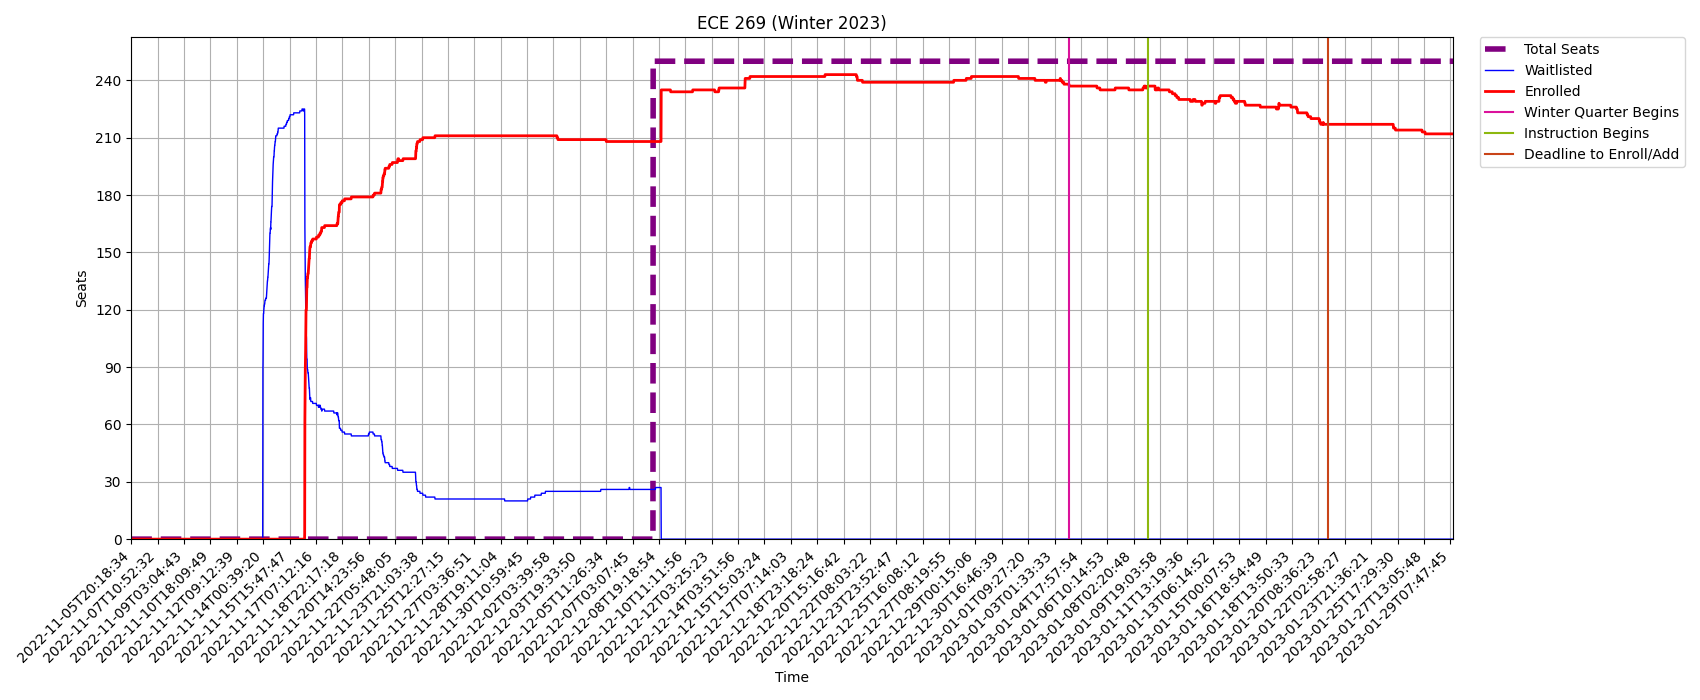 ECE 269 (Winter 2023)
Total Seats
Waitlisted
Enrolled
Winter Quarter Begins
Instruction Begins
Deadline to Enroll/Add
Seats
240
210
180
150
120
90
60
30
0
2022-11-05T20:18:34
2022-11-07T10:52:32
2022-11-09T03:04:43
2022-11-10T18:09:49
2022-11-12T09:12:39
2022-11-14T00:39:20
2022-11-15T15:47:47
2022-11-17T07:12:16
2022-11-18T22:17:18
2022-11-20T14:23:56
2022-11-22T05:48:05
2022-11-23T21:03:38
2022-11-25T12:27:15
2022-11-27T03:36:51
2022-11-28T19:11:04
2022-11-30T10:59:45
2022-12-02T03:39:58
2022-12-03T19:33:50
2022-12-05T11:26:34
2022-12-07T03:07:45
2022-12-08T19:18:54
2022-12-10T11:11:56
2022-12-12T03:25:23
2022-12-14T03:51:56
2022-12-15T15:03:24
2022-12-17T07:14:03
2022-12-18T23:18:24
2022-12-20T15:16:42
2022-12-22T08:03:22
2022-12-23T23:52:47
2022-12-25T16:08:12
2022-12-27T08:19:55
2022-12-29T00:15:06
2022-12-30T16:46:39
2023-01-01T09:27:20
2023-01-03T01:33:33
2023-01-04T17:57:54
2023-01-06T10:14:53
2023-01-08T02:20:48
2023-01-09T19:03:58
2023-01-11T13:19:36
2023-01-13T06:14:52
2023-01-15T00:07:53
2023-01-16T18:54:49
2023-01-18T13:50:33
2023-01-20T08:36:23
2023-01-22T02:58:27
2023-01-23T21:36:21
2023-01-25T17:29:30
2023-01-27T13:05:48
2023-01-29T07:47:45
Time